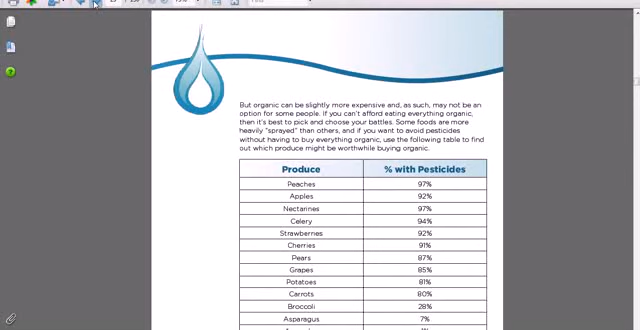 But organic can be slightly more expensive and, as such, may not be an
option for some people. If you can't afford eating everything organic,
then it's best to pick and choose your battles. Some foods are more
heavily "sprayed" than others, and if you want to avoid pesticides
without having to buy everything organic, use the following table to find
out which produce might be worthwhile buying organic.
Produce % with Pesticides
Peaches 97%
Apples 92%
Nectarines 97%
Celery 94%
Strawberries 92%
Cherries 91%
Pears 87%
Grapes 85%
Potatoes 81%
Carrots 80%
Broccoli 28%
Asparagus 7%